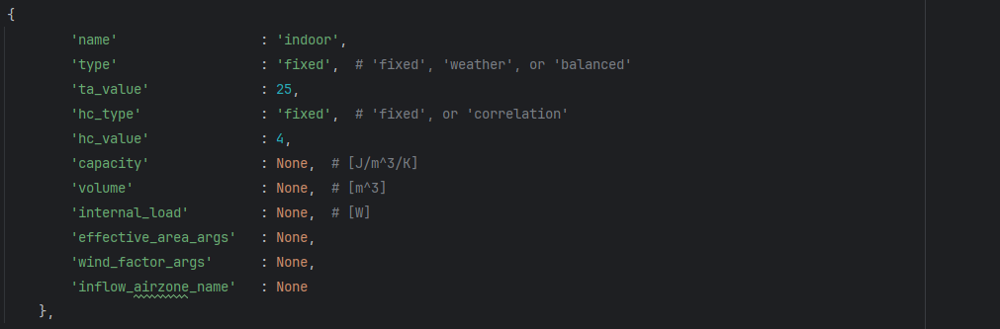 {
'name' : 'indoor',
'type' : 'fixed', # 'fixed', 'weather', or 'balanced'
'ta_value' : 25,
'hc_type' : 'fixed', # 'fixed', or 'correlation'
'hc_value' : 4,
'capacity' : None, # [J/m^3/K]
'volume' : None, # [m^3]
'internal_load' : None, # [W]
'effective_area_args' : None,
'wind_factor_args' : None,
'inflow_airzone_name' : None
},